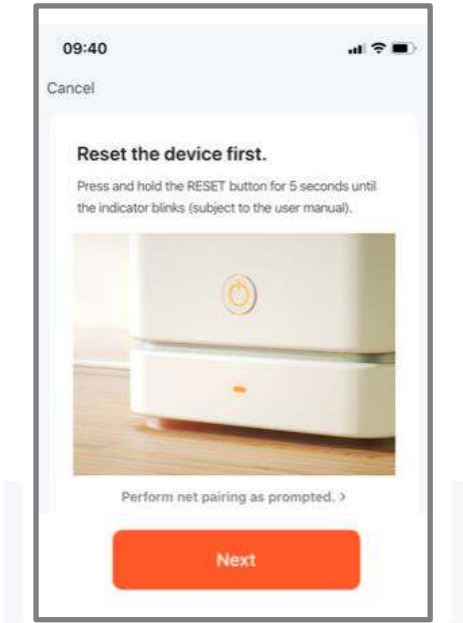 09:40
Cancel
Reset the device first.
Press and hold the RESET button for 5 seconds until
the indicator blinks (subject to the user manual).
Perform net pairing as prompted. >
Next